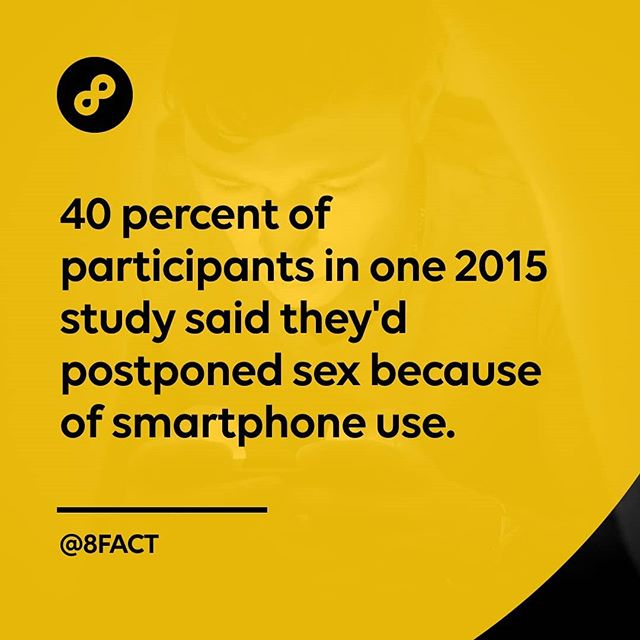 40 percent of
participants in one 2015
study said they'd
postponed sex because
of smartphone use.
@8FACT